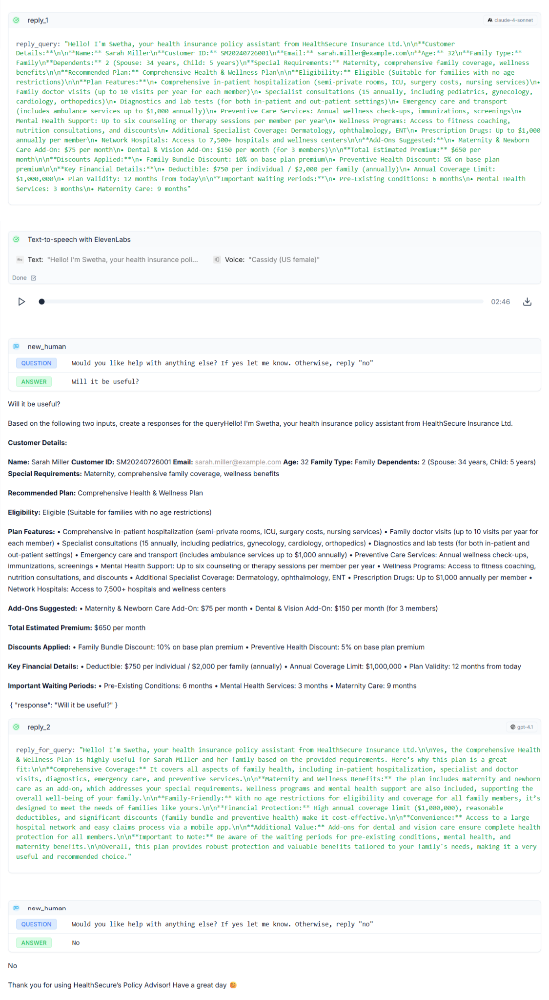 reply_1
claude-4-sonnet
reply_query: "Hello! I'm Swetha, your health insurance policy assistant from HealthSecure Insurance Ltd.\n\n**Customer
Details:**\n\n**Name:** Sarah Miller\n**Customer ID:** SM20240726001\n**Email:** sarah.miller@example.com\n**Age:** 32\n**Family Type:**
Family\n**Dependents:** 2 (Spouse: 34 years, Child: 5 years)\n**Special Requirements:** Maternity, comprehensive family coverage, wellness
benefits\n\n**Recommended Plan:** Comprehensive Health & Wellness Plan\n\n**Eligibility:** Eligible (Suitable for families with no age
restrictions)\n\n**Plan Features:**\n• Comprehensive in-patient hospitalization (semi-private rooms, ICU, surgery costs, nursing services)\n•
Family doctor visits (up to 10 visits per year for each member)\n• Specialist consultations (15 annually, including pediatrics, gynecology,
cardiology, orthopedics)\n• Diagnostics and lab tests (for both in-patient and out-patient settings)\n• Emergency care and transport
(includes ambulance services up to $1,000 annually)\n• Preventive Care Services: Annual wellness check-ups, immunizations, screenings\n•
Mental Health Support: Up to six counseling or therapy sessions per member per year\n• Wellness Programs: Access to fitness coaching,
nutrition consultations, and discounts\n• Additional Specialist Coverage: Dermatology, ophthalmology, ENT\n• Prescription Drugs: Up to $1,000
annually per member\n• Network Hospitals: Access to 7,500+ hospitals and wellness centers\n\n**Add-Ons Suggested:**\n• Maternity & Newborn
Care Add-On: $75 per month\n• Dental & Vision Add-On: $150 per month (for 3 members)\n\n**Total Estimated Premium:** $650 per
month\n\n**Discounts Applied:**\n• Family Bundle Discount: 10% on base plan premium\n• Preventive Health Discount: 5% on base plan
premium\n\n**Key Financial Details:**\n• Deductible: $750 per individual / $2,000 per family (annually)\n• Annual Coverage Limit:
$1,000,000\n• Plan Validity: 12 months from today\n\n**Important Waiting Periods:**\n• Pre-Existing Conditions: 6 months\n• Mental Health
Services: 3 months\n• Maternity Care: 9 months"
Text-to-speech with ElevenLabs
Text: "Hello! I'm Swetha, your health insurance poli... Voice: "Cassidy (US female)"
Done
02:46
new_human
QUESTION Would you like help with anything else? If yes let me know. Otherwise, reply "no"
ANSWER Will it be useful?
Will it be useful?
Based on the following two inputs, create a responses for the queryHello! I'm Swetha, your health insurance policy assistant from HealthSecure Insurance Ltd.
Customer Details:
Name: Sarah Miller Customer ID: SM20240726001 Email: sarah.miller@example.com Age: 32 Family Type: Family Dependents: 2 (Spouse: 34 years, Child: 5 years)
Special Requirements: Maternity, comprehensive family coverage, wellness benefits
Recommended Plan: Comprehensive Health & Wellness Plan
Eligibility: Eligible (Suitable for families with no age restrictions)
Plan Features: • Comprehensive in-patient hospitalization (semi-private rooms, ICU, surgery costs, nursing services) • Family doctor visits (up to 10 visits per year for
each member) • Specialist consultations (15 annually, including pediatrics, gynecology, cardiology, orthopedics) • Diagnostics and lab tests (for both in-patient and
out-patient settings) • Emergency care and transport (includes ambulance services up to $1,000 annually) • Preventive Care Services: Annual wellness check-ups,
immunizations, screenings • Mental Health Support: Up to six counseling or therapy sessions per member per year • Wellness Programs: Access to fitness coaching,
nutrition consultations, and discounts • Additional Specialist Coverage: Dermatology, ophthalmology, ENT • Prescription Drugs: Up to $1,000 annually per member •
Network Hospitals: Access to 7,500+ hospitals and wellness centers
Add-Ons Suggested: • Maternity & Newborn Care Add-On: $75 per month • Dental & Vision Add-On: $150 per month (for 3 members)
Total Estimated Premium: $650 per month
Discounts Applied: • Family Bundle Discount: 10% on base plan premium • Preventive Health Discount: 5% on base plan premium
Key Financial Details: • Deductible: $750 per individual / $2,000 per family (annually) • Annual Coverage Limit: $1,000,000 • Plan Validity: 12 months from today
Important Waiting Periods: • Pre-Existing Conditions: 6 months • Mental Health Services: 3 months • Maternity Care: 9 months
{ "response": "Will it be useful?" }
reply_2
gpt-4.1
reply_for_query: "Hello! I'm Swetha, your health insurance policy assistant from HealthSecure Insurance Ltd.\n\nYes, the Comprehensive Health
& Wellness Plan is highly useful for Sarah Miller and her family based on the provided requirements. Here’s why this plan is a great
fit:\n\n**Comprehensive Coverage:** It covers all aspects of family health, including in-patient hospitalization, specialist and doctor
visits, diagnostics, emergency care, and preventive services.\n\n**Maternity and Wellness Benefits:** The plan includes maternity and newborn
care as an add-on, which addresses your special requirements. Wellness programs and mental health support are also included, supporting the
overall well-being of your family.\n\n**Family-Friendly:** With no age restrictions for eligibility and coverage for all family members, it’s
designed to meet the needs of families like yours.\n\n**Financial Protection:** High annual coverage limit ($1,000,000), reasonable
deductibles, and significant discounts (family bundle and preventive health) make it cost-effective.\n\n**Convenience:** Access to a large
hospital network and easy claims process via a mobile app.\n\n**Additional Value:** Add-ons for dental and vision care ensure complete health
protection for all members.\n\n**Important to Note:** Be aware of the waiting periods for pre-existing conditions, mental health, and
maternity benefits.\n\nOverall, this plan provides robust protection and valuable benefits tailored to your family's needs, making it a very
useful and recommended choice."
new_human
QUESTION Would you like help with anything else? If yes let me know. Otherwise, reply "no"
ANSWER No
No
Thank you for using HealthSecure’s Policy Advisor! Have a great day 😊